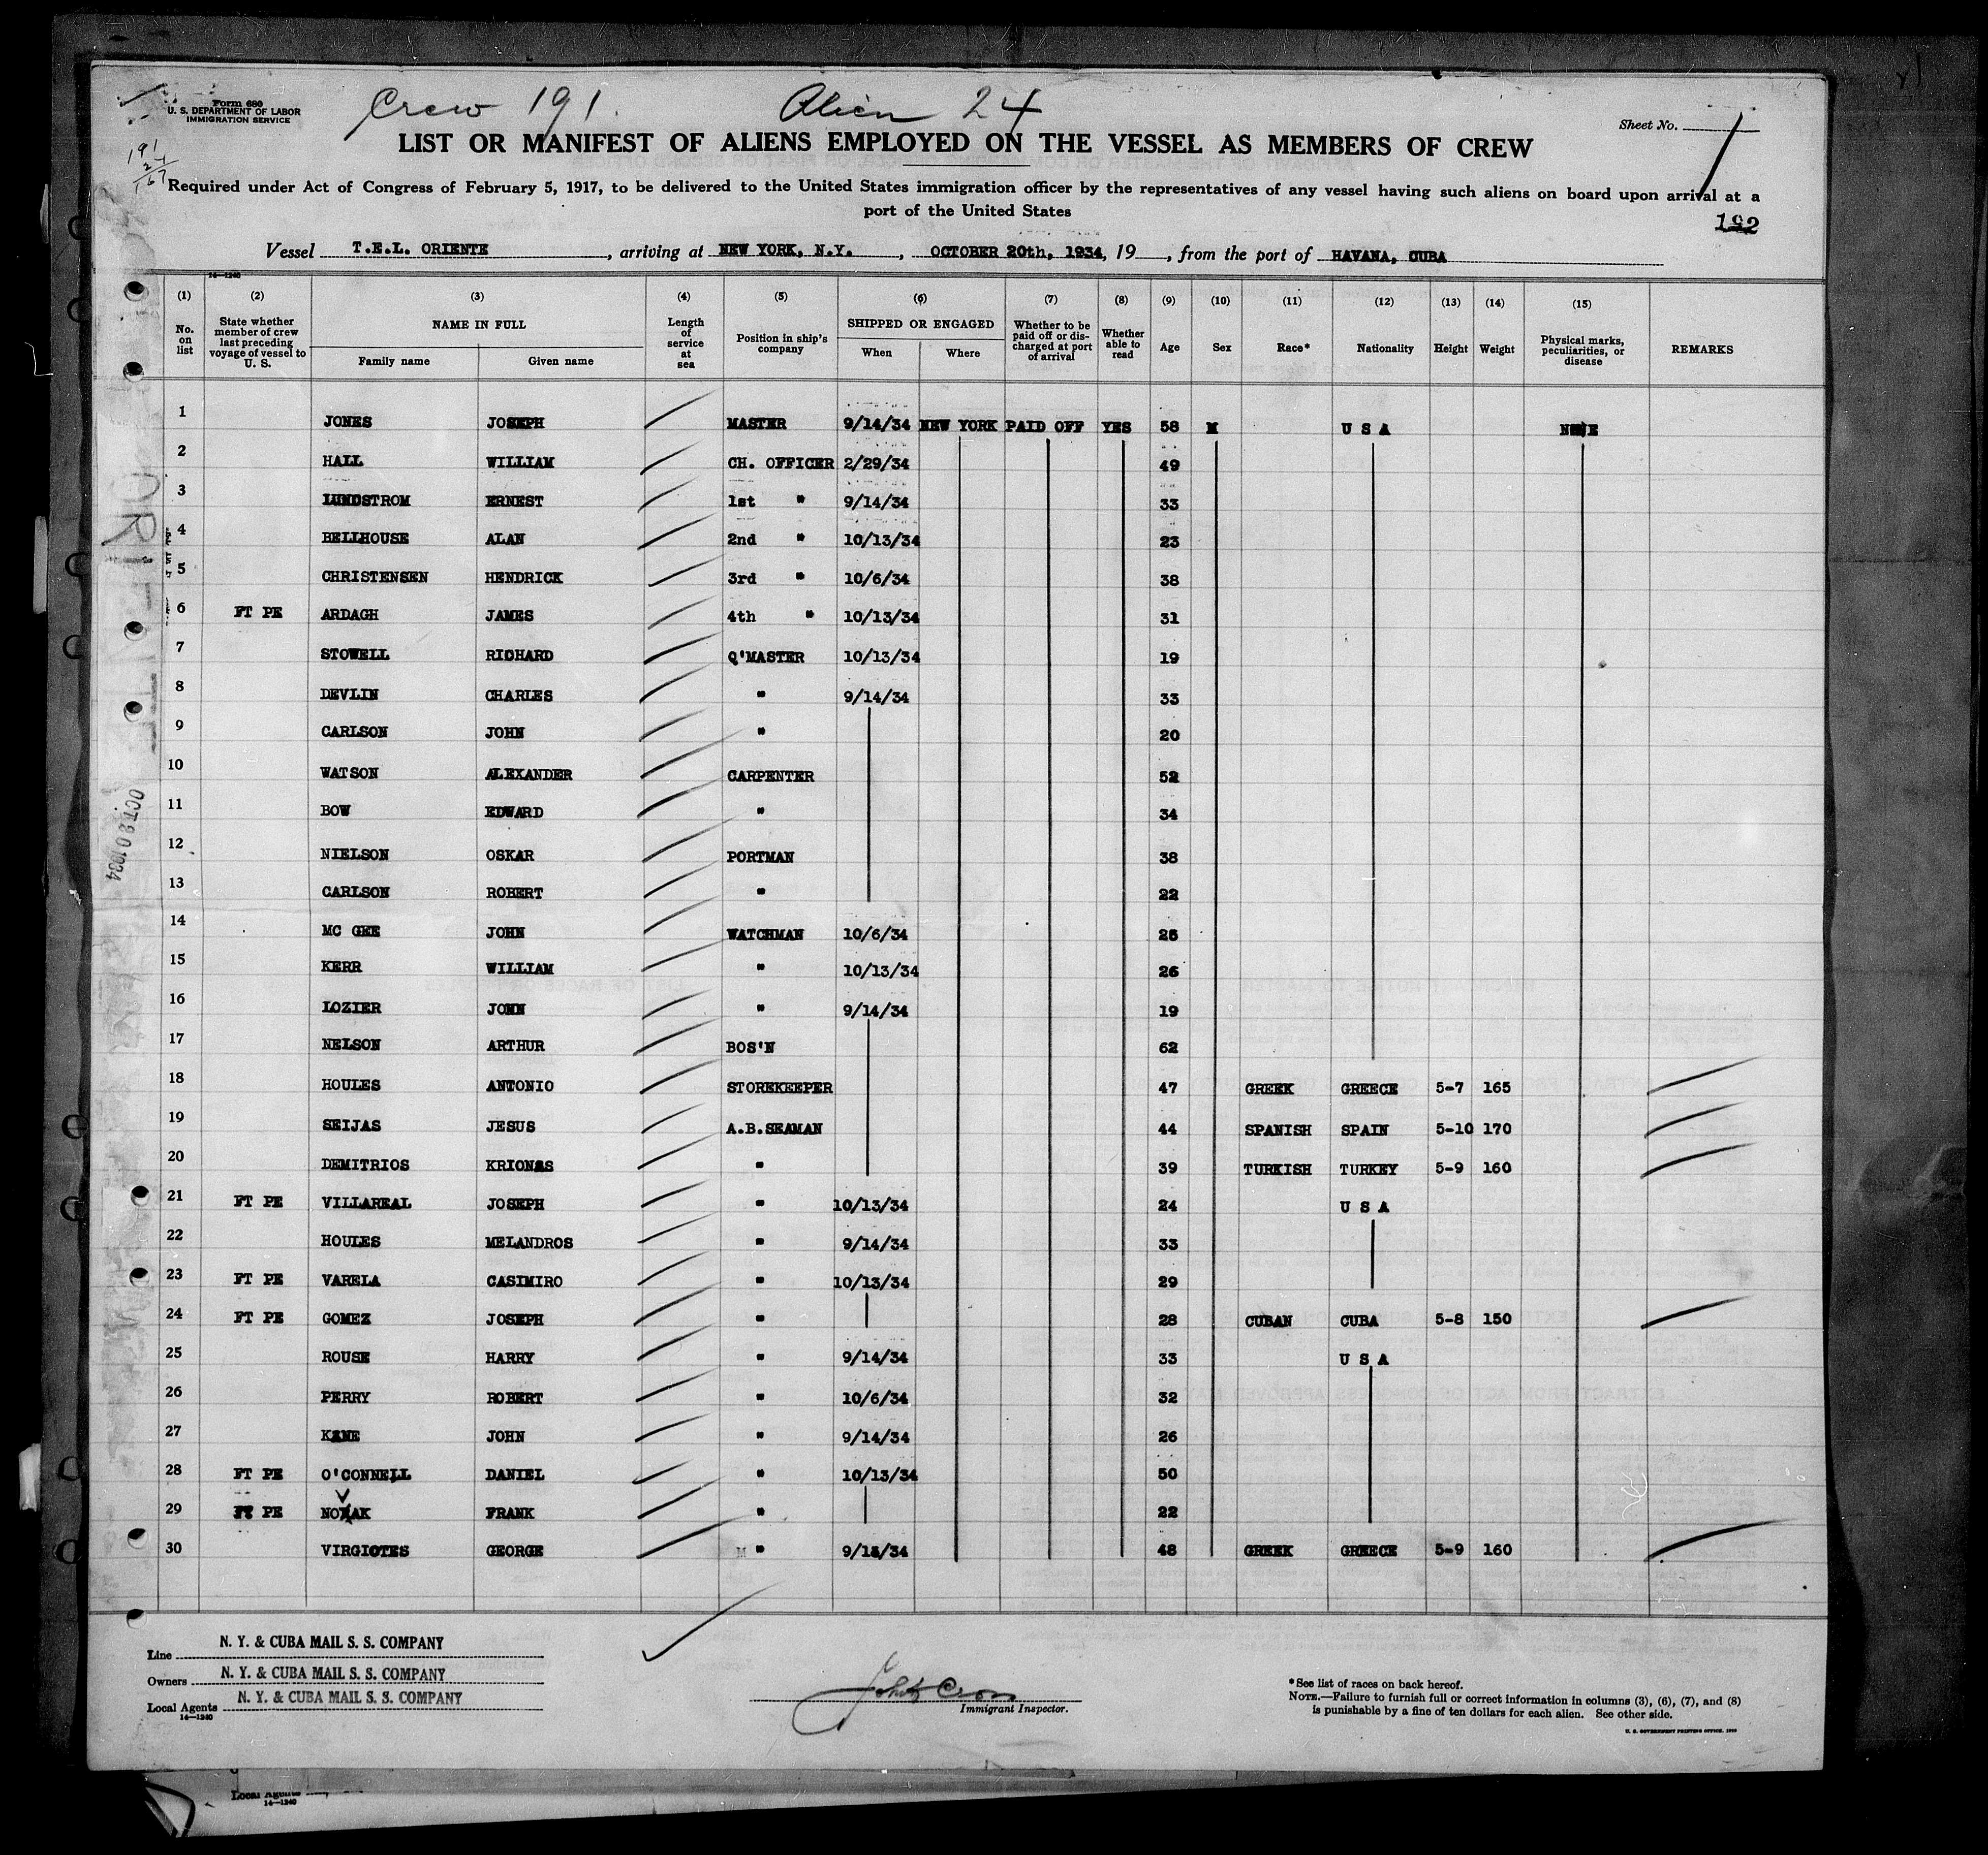 Form 680
U. S. DEPARTMENT OF LABOR
IMMIGRATION SERVICE
Crew 191. Alien 24
191
24
167
Sheet No. 1
LIST OR MANIFEST OF ALIENS EMPLOYED ON THE VESSEL AS MEMBERS OF CREW
Required under Act of Congress of February 5, 1917, to be delivered to the United States immigration officer by the representatives of any vessel having such aliens on board upon arrival at a
port of the United States
192
Vessel T.E.L. ORIENTE, arriving at NEW YORK, N.Y., OCTOBER 20th, 1934, 19, from the port of HAVANA, CUBA
14—1240
(1) (2) (3) (4) (5) (6) (7) (8) (9) (10) (11) (12) (13) (14) (15)
No. on list State whether member of crew last preceding voyage of vessel to U. S. NAME IN FULL Family name Given name Length of service at sea Position in ship's company SHIPPED OR ENGAGED When Where Whether to be paid off or discharged at port of arrival Whether able to read Age Sex Race* Nationality Height Weight Physical marks, peculiarities, or disease REMARKS
1 JONES JOSEPH MASTER 9/14/34 NEW YORK PAID OFF YES 58 M U S A NONE
2 HALL WILLIAM CH. OFFICER 2/29/34 49
3 LUNDSTROM ERNEST 1st " 9/14/34 33
4 BELLHOUSE ALAN 2nd " 10/13/34 23
5 CHRISTENSEN HENDRICK 3rd " 10/6/34 38
6 FT PE ARDAGH JAMES 4th " 10/13/34 31
7 STOWELL RICHARD Q'MASTER 10/13/34 19
8 DEVLIN CHARLES " 9/14/34 33
9 CARLSON JOHN " 20
10 WATSON ALEXANDER CARPENTER 52
11 BOW EDWARD " 34
12 NIELSON OSKAR PORTMAN 38
13 CARLSON ROBERT " 22
14 MC GEE JOHN WATCHMAN 10/6/34 25
15 KERR WILLIAM " 10/13/34 26
16 LOZIER JOHN " 9/14/34 19
17 NELSON ARTHUR BOS'N 62
18 HOULES ANTONIO STOREKEEPER 47 GREEK GREECE 5-7 165
19 SEIJAS JESUS A.B.SEAMAN 44 SPANISH SPAIN 5-10 170
20 DEMITRIOS KRIONAS " 39 TURKISH TURKEY 5-9 160
21 FT PE VILLAREAL JOSEPH " 10/13/34 24 U S A
22 HOULES MELANDROS " 9/14/34 33
23 FT PE VARELA CASIMIRO " 10/13/34 29
24 FT PE GOMEZ JOSEPH " 28 CUBAN CUBA 5-8 150
25 ROUSE HARRY " 9/14/34 33 U S A
26 PERRY ROBERT " 10/6/34 32
27 KANE JOHN " 9/14/34 26
28 FT PE O'CONNELL DANIEL " 10/13/34 50
29 FT PE NOVAK FRANK " 22
30 VIRGIOTES GEORGE " 9/15/34 48 GREEK GREECE 5-9 160
ORIENTE
OCT 20 1934
Line N. Y. & CUBA MAIL S. S. COMPANY
Owners N. Y. & CUBA MAIL S. S. COMPANY
Local Agents N. Y. & CUBA MAIL S. S. COMPANY
14—1240
Immigrant Inspector.
*See list of races on back hereof.
NOTE.—Failure to furnish full or correct information in columns (3), (6), (7), and (8)
is punishable by a fine of ten dollars for each alien. See other side.
Local Agents
14—1240